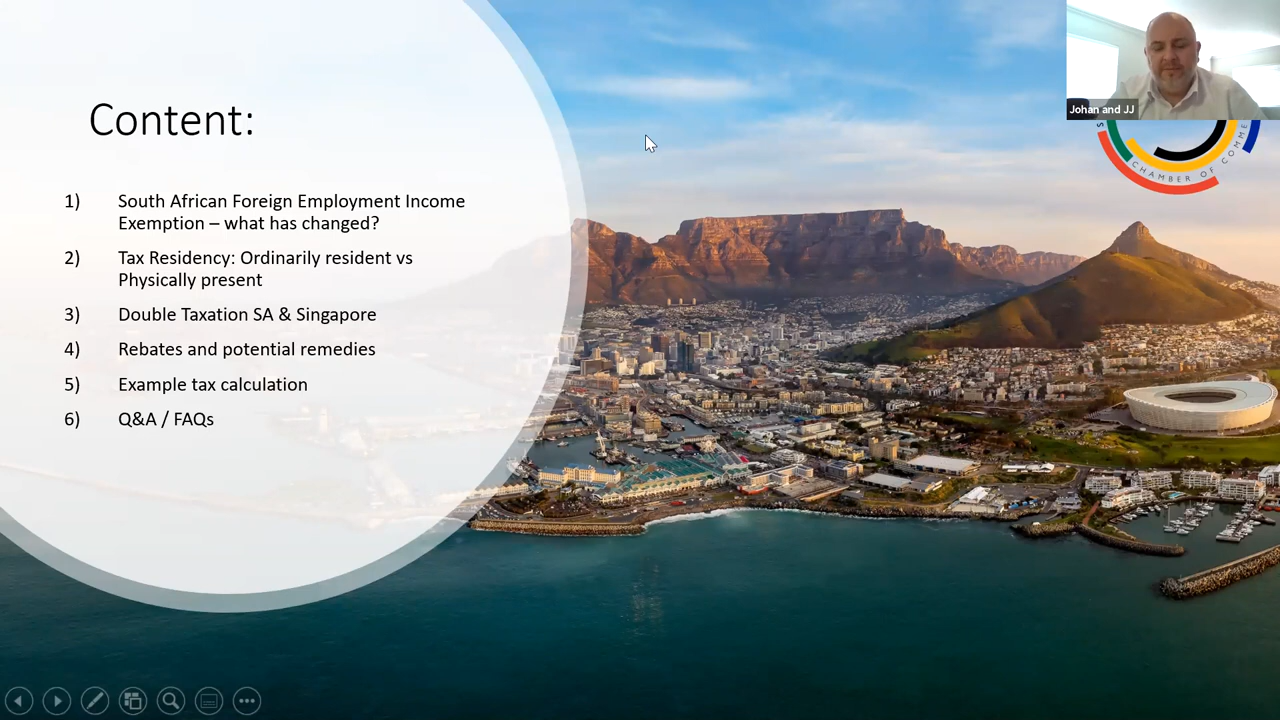 Content:
1) South African Foreign Employment Income
Exemption – what has changed?
2) Tax Residency: Ordinarily resident vs
Physically present
3) Double Taxation SA & Singapore
4) Rebates and potential remedies
5) Example tax calculation
6) Q&A / FAQs
Johan and JJ
CHAMBER OF